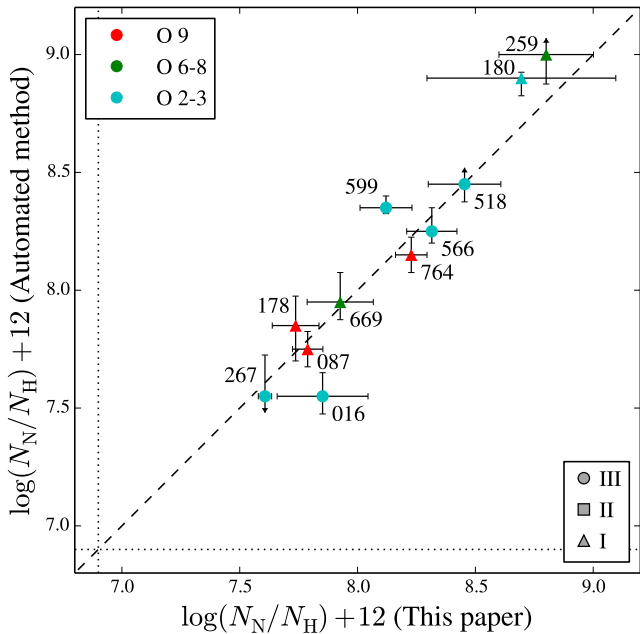 O 9
O 6-8
O 2-3
259
180
599
518
566
764
178
669
087
267
016
III
II
I
9.0
8.5
8.0
7.5
7.0
7.0
7.5
8.0
8.5
9.0
log(N_N/N_H) + 12 (Automated method)
log(N_N/N_H) + 12 (This paper)